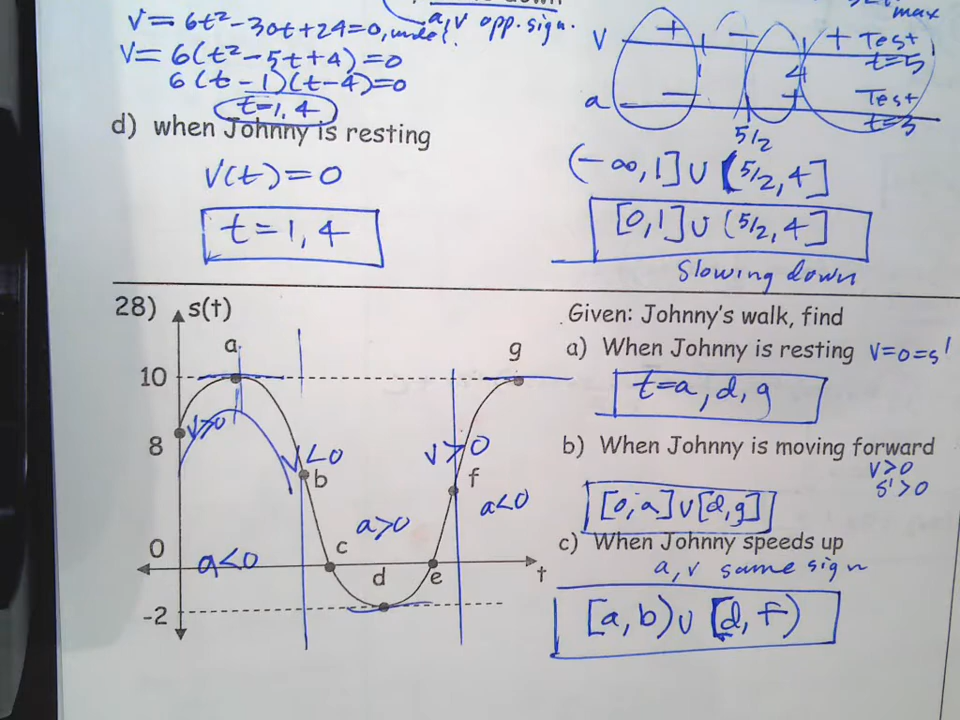 V = 6t² - 30t + 24 = 0, unde{.
a, v opp. sign.
V = 6(t² - 5t + 4) = 0
6(t - 1)(t - 4) = 0
t = 1, 4
max
V + - + Test t=5
1 4
a - + Test t=3
5/2
d) when Johnny is resting
V(t) = 0
t = 1, 4
(-∞, 1] ∪ (5/2, 4]
[0, 1] ∪ (5/2, 4]
Slowing down
28) s(t)
a
g
10
8
v>0
v<0
b
v>0
f
a<0
a>0
a<0
0
c
d
e
t
-2
Given: Johnny's walk, find
a) When Johnny is resting v=0=s'
t = a, d, g
b) When Johnny is moving forward
v>0
s'>0
[0, a] ∪ [d, g]
c) When Johnny speeds up
a, v same sign
[a, b) ∪ [d, f)